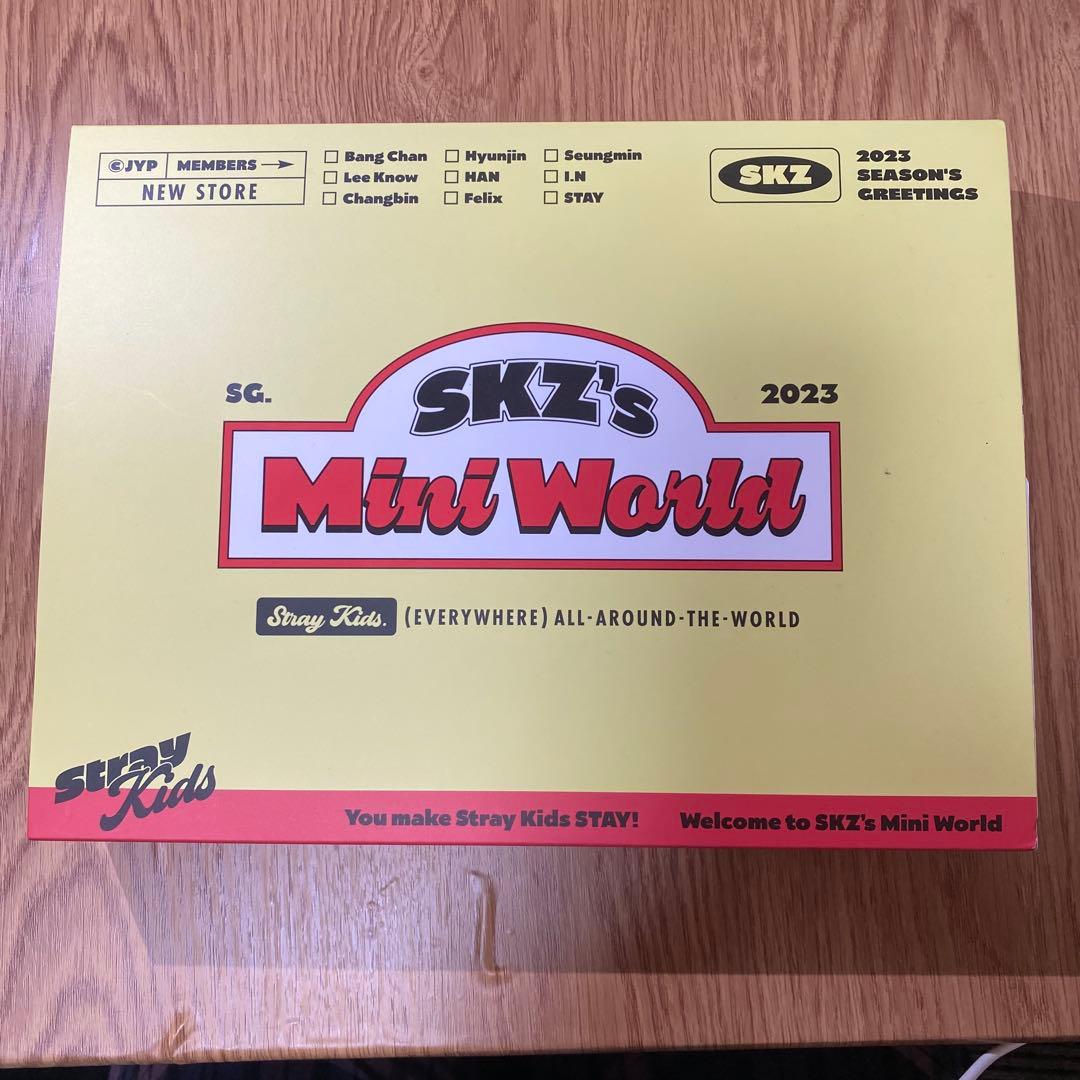 ©JYP MEMBERS →
NEW STORE
☐ Bang Chan ☐ Hyunjin ☐ Seungmin
☐ Lee Know ☐ HAN ☐ I.N
☐ Changbin ☐ Felix ☐ STAY
SKZ
2023
SEASON'S
GREETINGS
SG.
2023
SKZ's
Mini World
Stray Kids. (EVERYWHERE) ALL-AROUND-THE-WORLD
Stray
Kids
You make Stray Kids STAY! Welcome to SKZ's Mini World